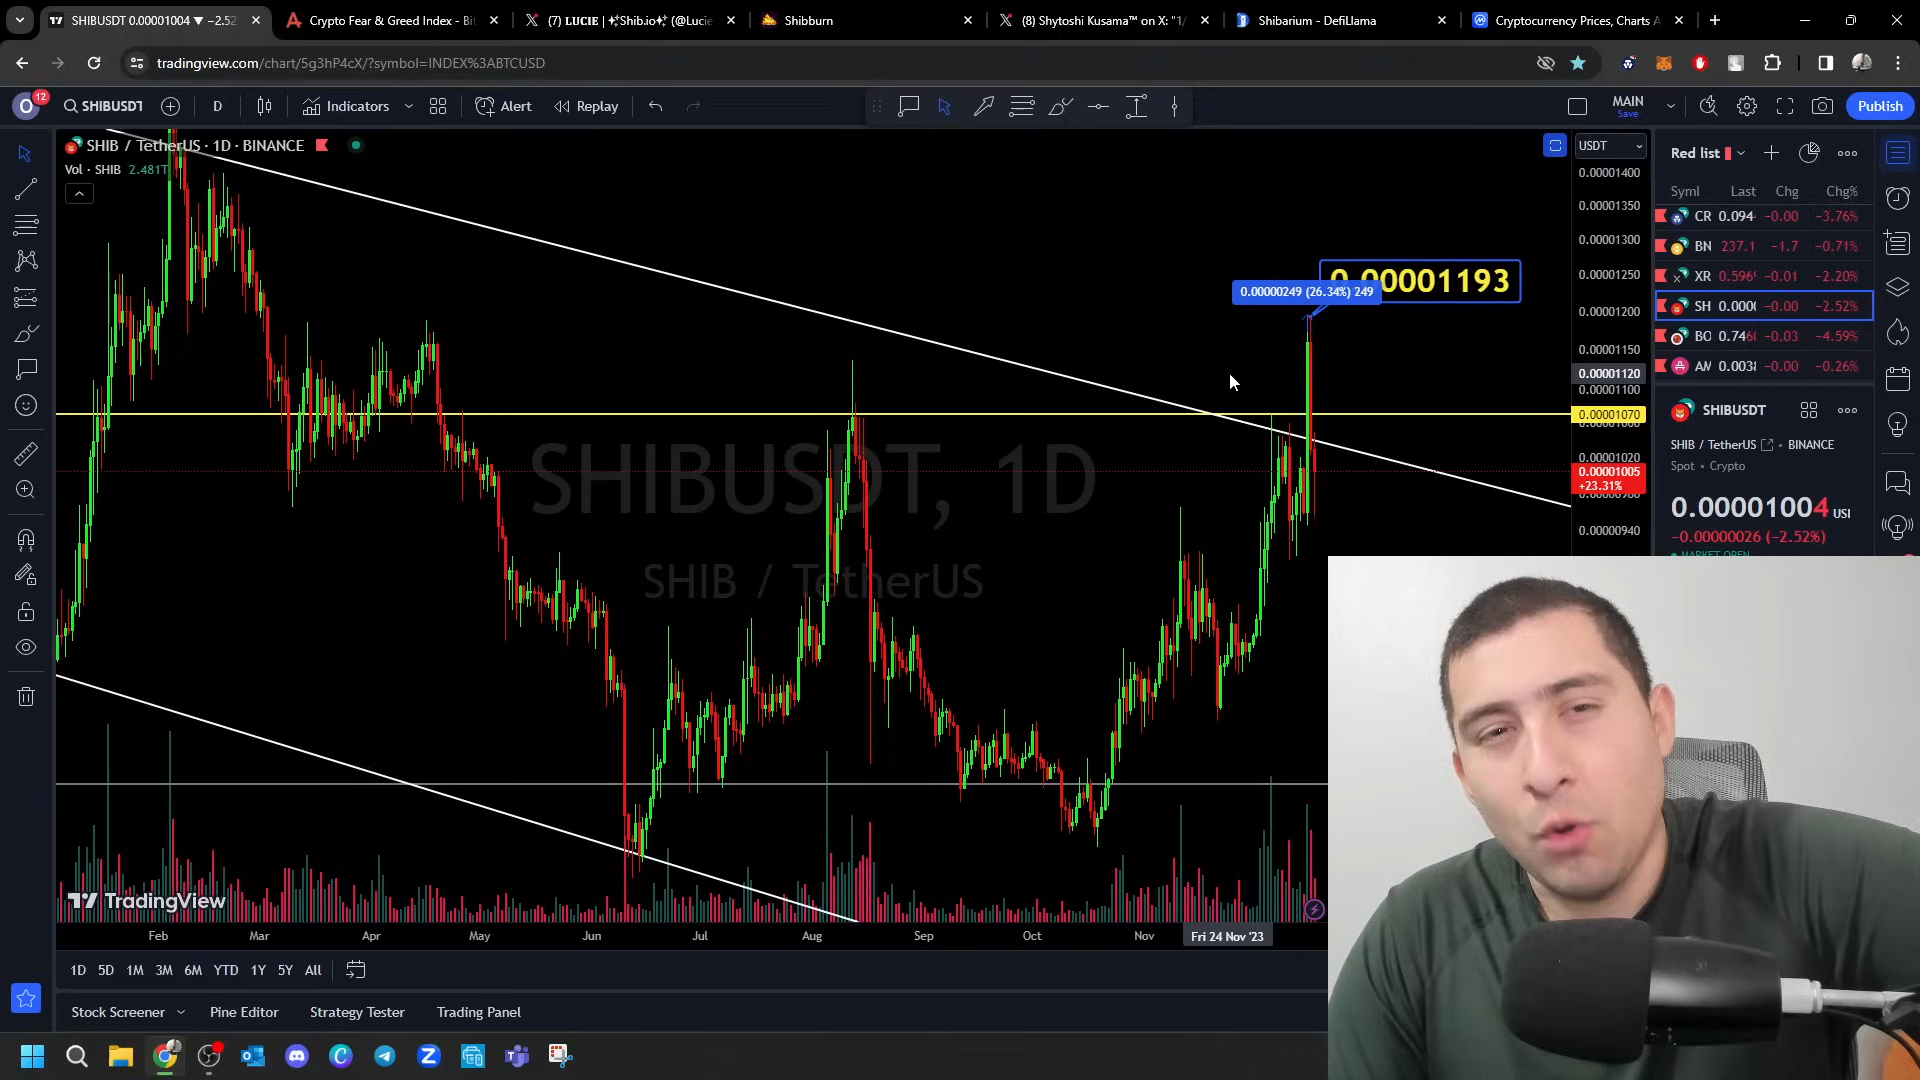 SHIBUSDT 0.00001004 ▼ −2.52
Crypto Fear & Greed Index - Bit
(7) LUCIE | ✨Shib.io✨ (@Lucie
Shibburn
(8) Shytoshi Kusama™ on X: "1/
Shibarium - DefiLlama
Cryptocurrency Prices, Charts A
tradingview.com/chart/5g3hP4cX/?symbol=INDEX%3ABTCUSD
O
12
SHIBUSDT
D
Indicators
Alert
Replay
MAIN
Save
Publish
SHIB / TetherUS · 1D · BINANCE
Vol · SHIB 2.481T
USDT
0.00001400
0.00001350
0.00001300
0.00001250
0.00001200
0.00001150
0.00001120
0.00001100
0.00001070
0.00001020
0.00001005
+23.31%
0.00000940
0.00001193
0.00000249 (26.34%) 249
SHIBUSDT, 1D
SHIB / TetherUS
TradingView
Feb
Mar
Apr
May
Jun
Jul
Aug
Sep
Oct
Nov
Fri 24 Nov '23
1D 5D 1M 3M 6M YTD 1Y 5Y All
Stock Screener
Pine Editor
Strategy Tester
Trading Panel
Red list
Syml Last Chg Chg%
CR 0.094 −0.00 −3.76%
BN 237.1 −1.7 −0.71%
XR 0.596 −0.01 −2.20%
SH 0.000 −0.00 −2.52%
BO 0.746 −0.03 −4.59%
AM 0.003 −0.00 −0.26%
SHIBUSDT
SHIB / TetherUS · BINANCE
Spot · Crypto
0.00001004 USI
−0.00000026 (−2.52%)
MARKET OPEN